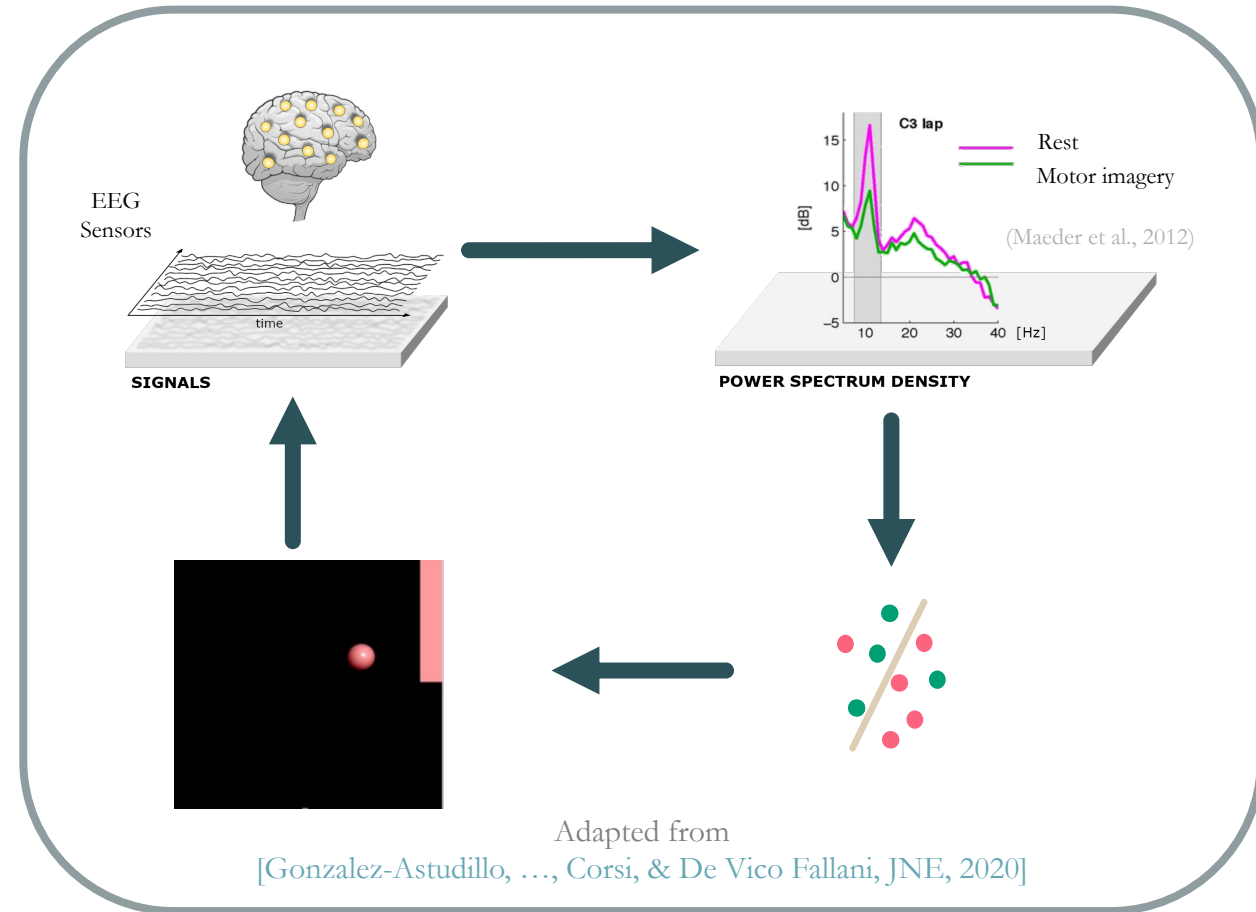 EEG
Sensors
time
SIGNALS
C3 lap
[dB]
15
10
5
0
−5
10 20 30 40 [Hz]
Rest
Motor imagery
(Maeder et al., 2012)
POWER SPECTRUM DENSITY
Adapted from
[Gonzalez-Astudillo, …, Corsi, & De Vico Fallani, JNE, 2020]